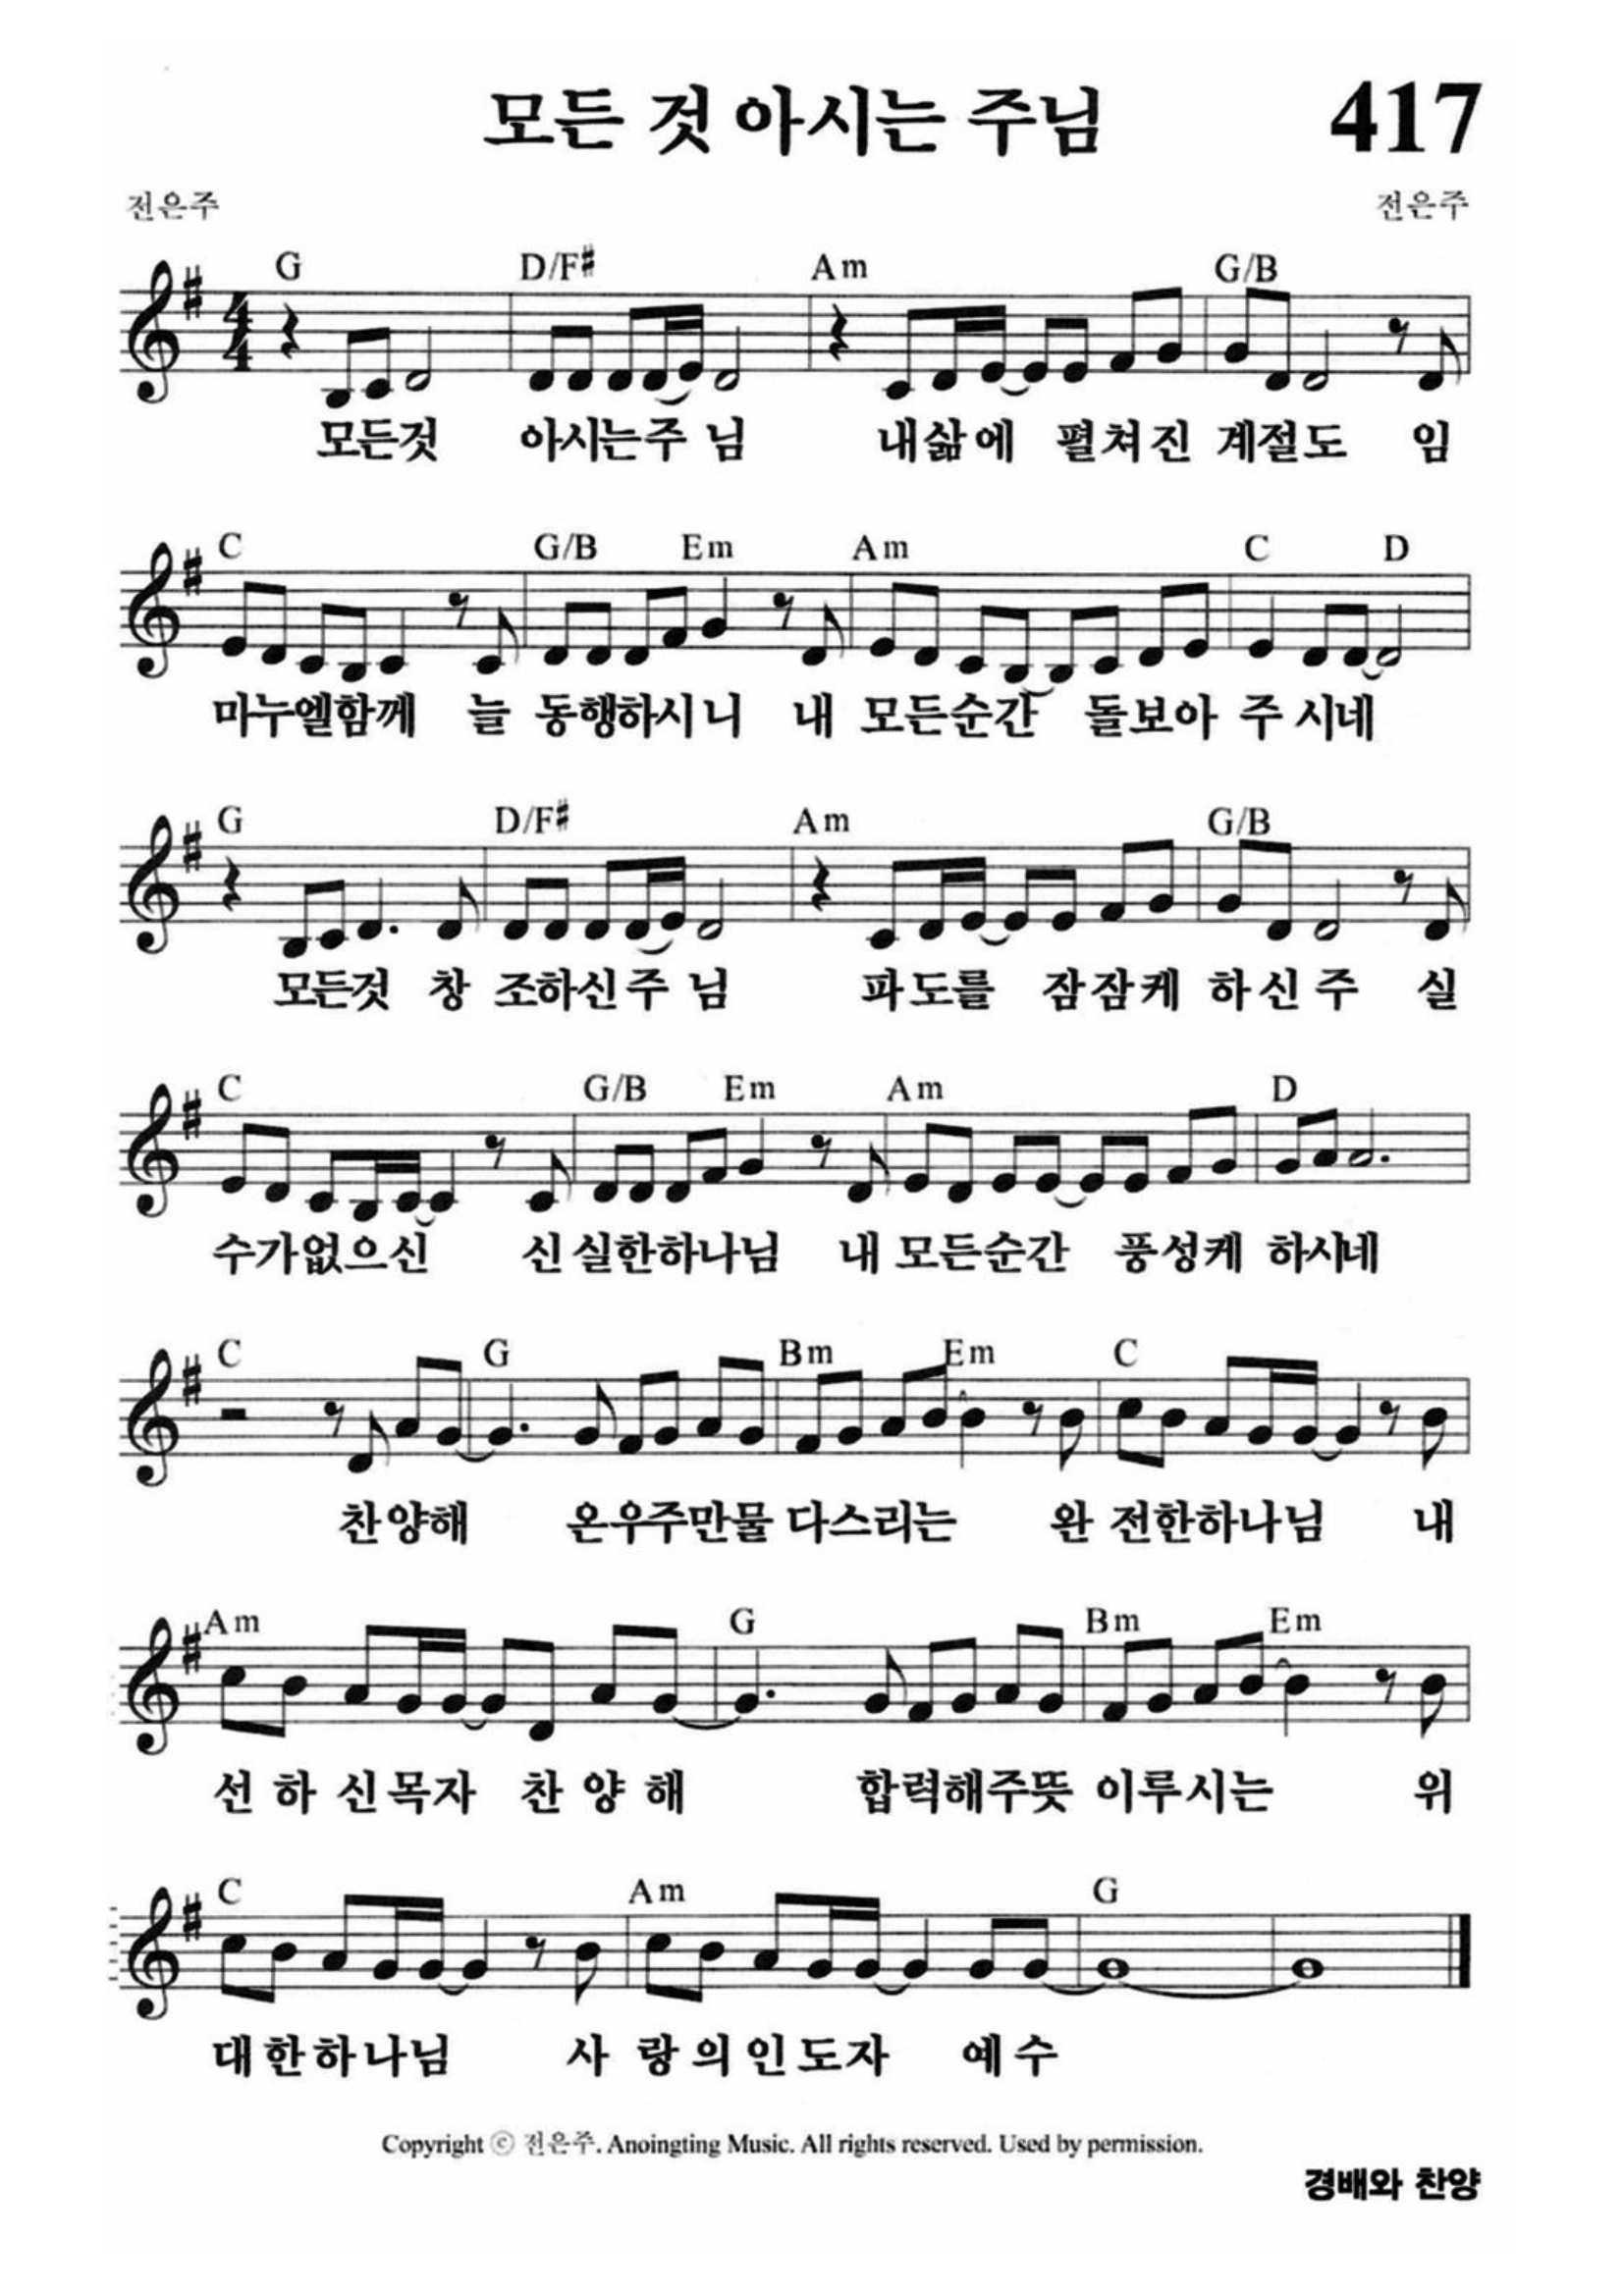 모든 것 아시는 주님 417
전은주 전은주
G D/F# Am G/B
모든것 아시는주 님 내삶에 펼쳐진 계절도 임
C G/B Em Am C D
마누엘함께 늘 동행하시니 내 모든순간 돌보아 주시네
G D/F# Am G/B
모든것 창 조하신주 님 파도를 잠잠케 하신주 실
C G/B Em Am D
수가없으신 신실한하나님 내 모든순간 풍성케 하시네
C G Bm Em C
찬양해 온우주만물 다스리는 완 전한하나님 내
Am G Bm Em
선하신목자 찬양해 합력해주뜻 이루시는 위
C Am G
대한하나님 사랑의인도자 예수
Copyright ⓒ 전은주. Anoingting Music. All rights reserved. Used by permission.
경배와 찬양